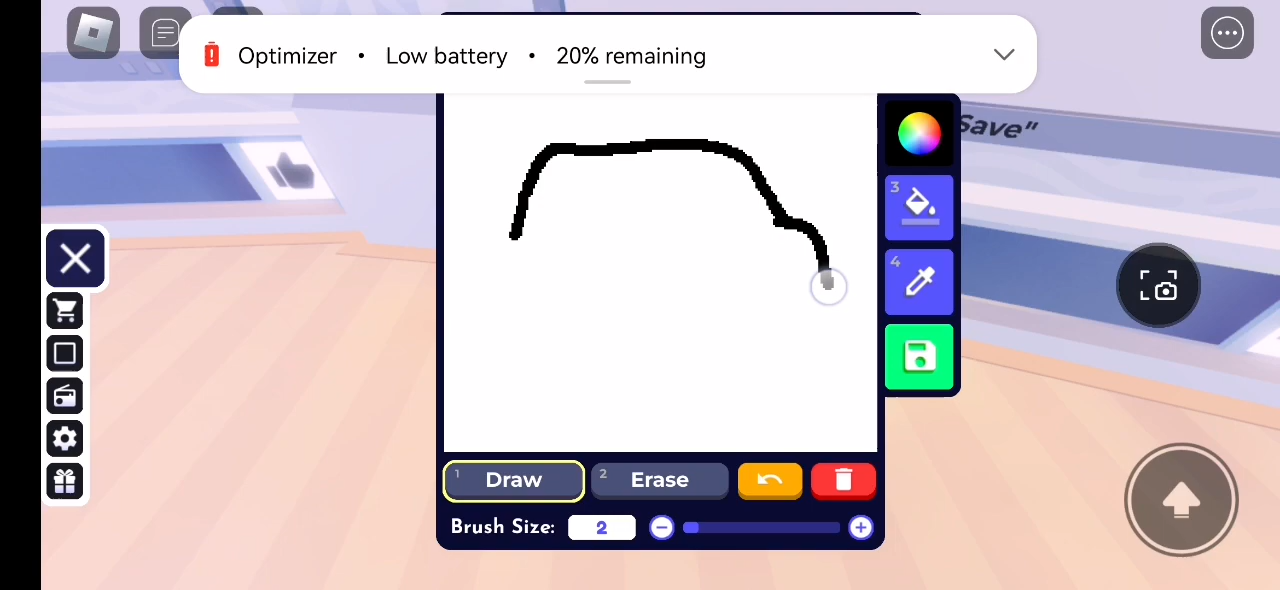 Optimizer • Low battery • 20% remaining
Save"
3
4
1 Draw
2 Erase
Brush Size: 2